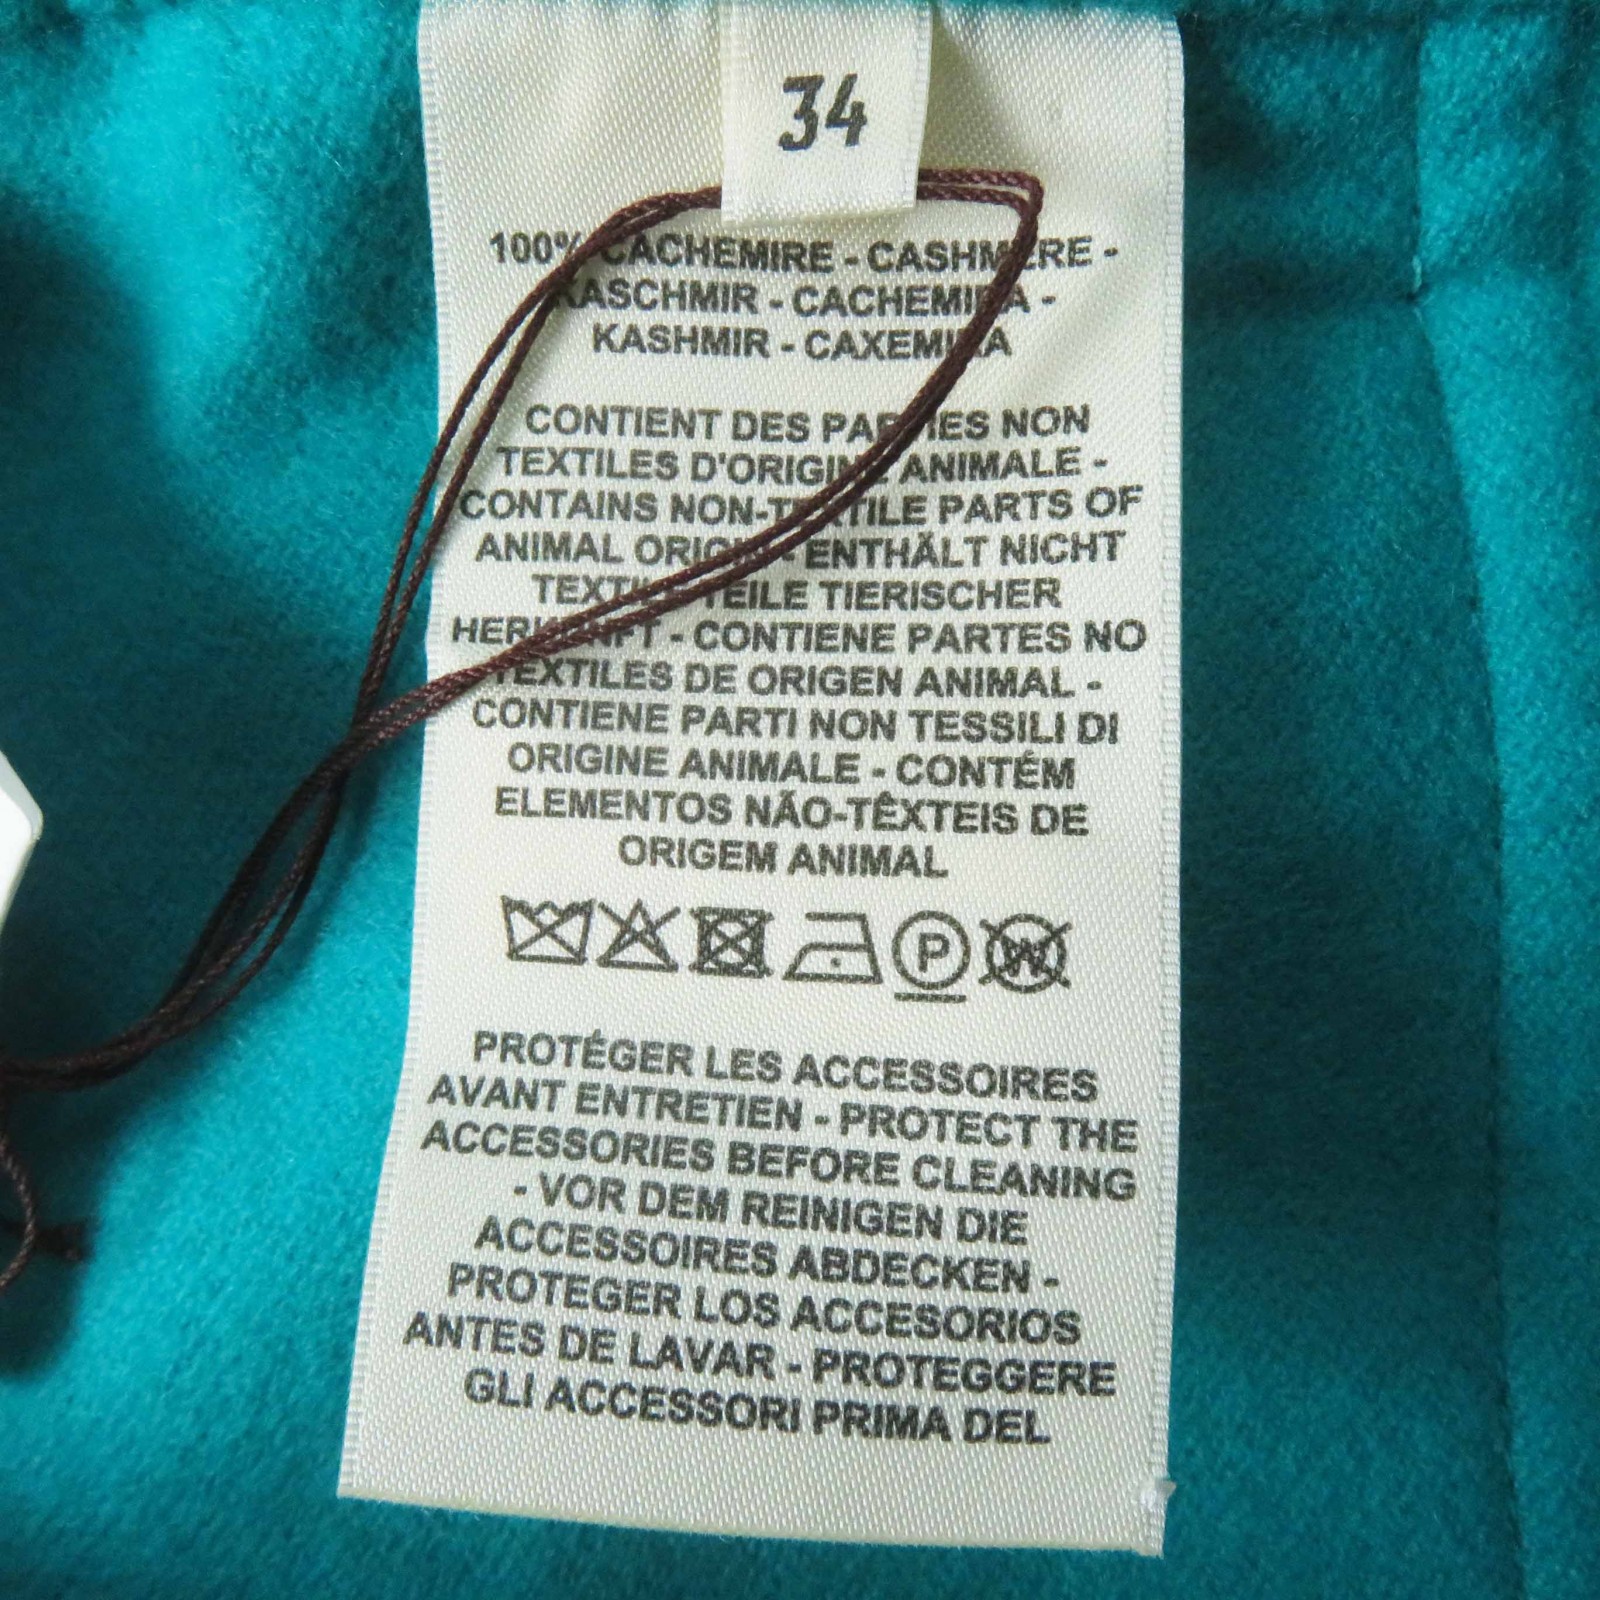 34
100% CACHEMIRE - CASHMERE -
KASCHMIR - CACHEMIRA -
KASHMIR - CAXEMIRA
CONTIENT DES PARTIES NON
TEXTILES D'ORIGINE ANIMALE -
CONTAINS NON-TEXTILE PARTS OF
ANIMAL ORIGIN - ENTHÄLT NICHT
TEXTILE TEILE TIERISCHER
HERKUNFT - CONTIENE PARTES NO
TEXTILES DE ORIGEN ANIMAL -
CONTIENE PARTI NON TESSILI DI
ORIGINE ANIMALE - CONTÉM
ELEMENTOS NÃO-TÊXTEIS DE
ORIGEM ANIMAL
P W
PROTÉGER LES ACCESSOIRES
AVANT ENTRETIEN - PROTECT THE
ACCESSORIES BEFORE CLEANING
- VOR DEM REINIGEN DIE
ACCESSOIRES ABDECKEN -
PROTEGER LOS ACCESORIOS
ANTES DE LAVAR - PROTEGGERE
GLI ACCESSORI PRIMA DEL